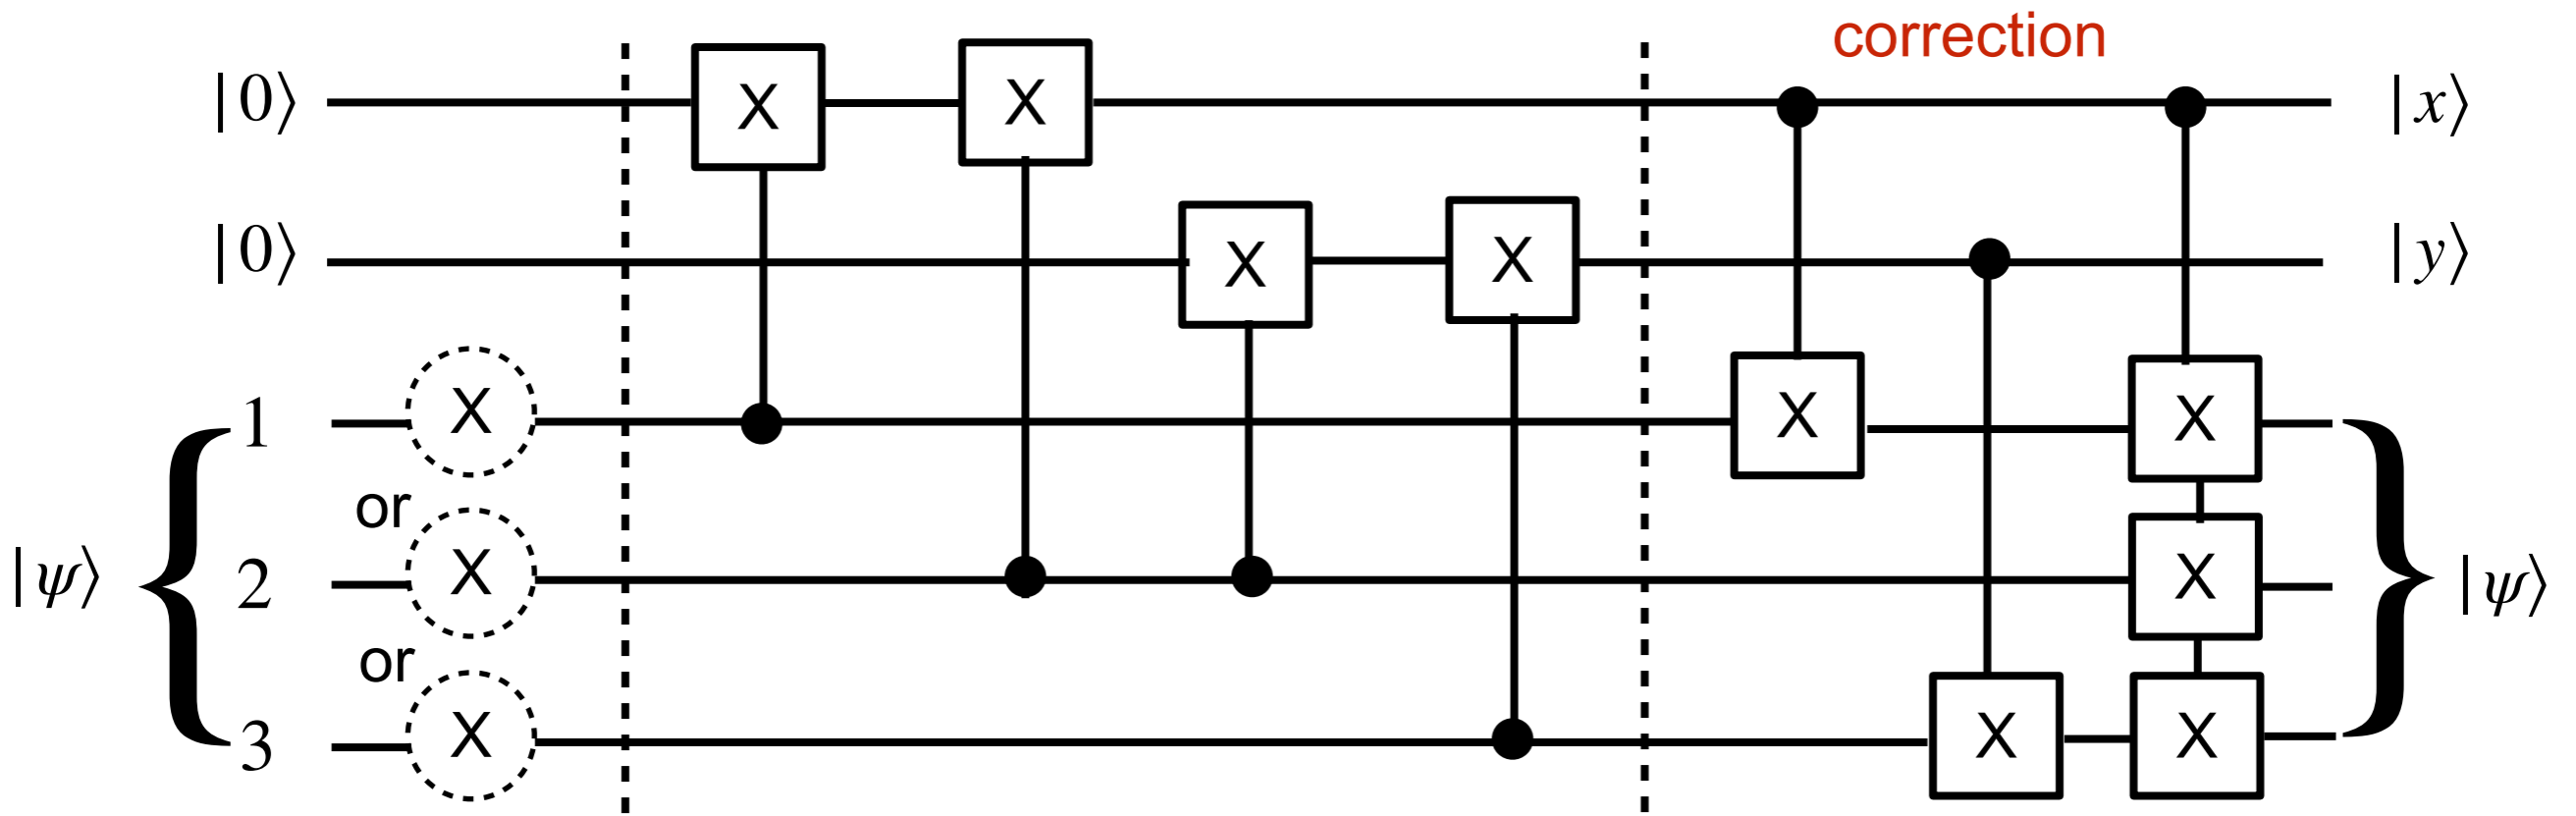 correction
|0⟩ X X |x⟩
|0⟩ X X |y⟩
1 X X X
or
|ψ⟩ 2 X X |ψ⟩
or
3 X X X